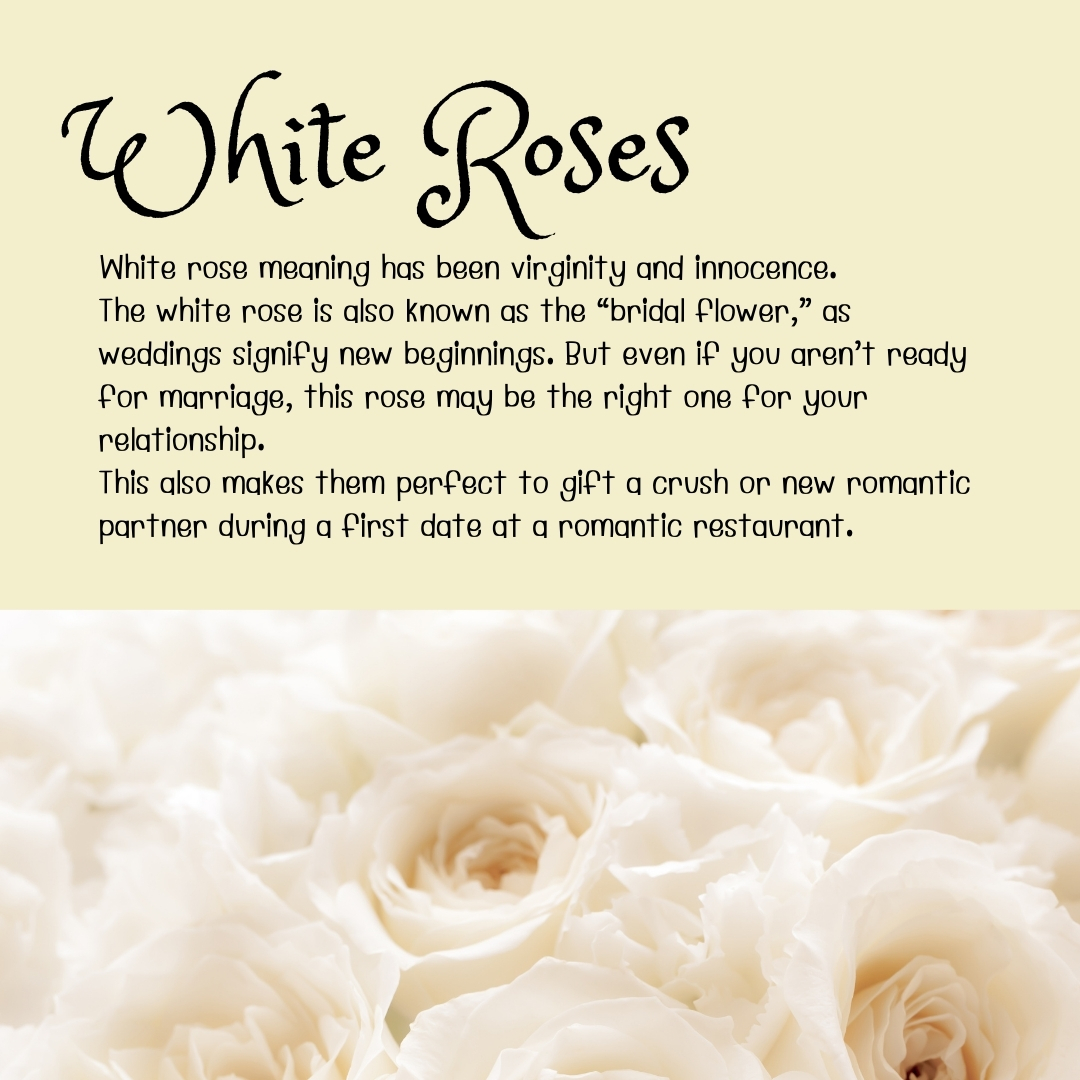 White Roses
White rose meaning has been virginity and innocence.
The white rose is also known as the “bridal flower,” as
weddings signify new beginnings. But even if you aren’t ready
for marriage, this rose may be the right one for your
relationship.
This also makes them perfect to gift a crush or new romantic
partner during a first date at a romantic restaurant.